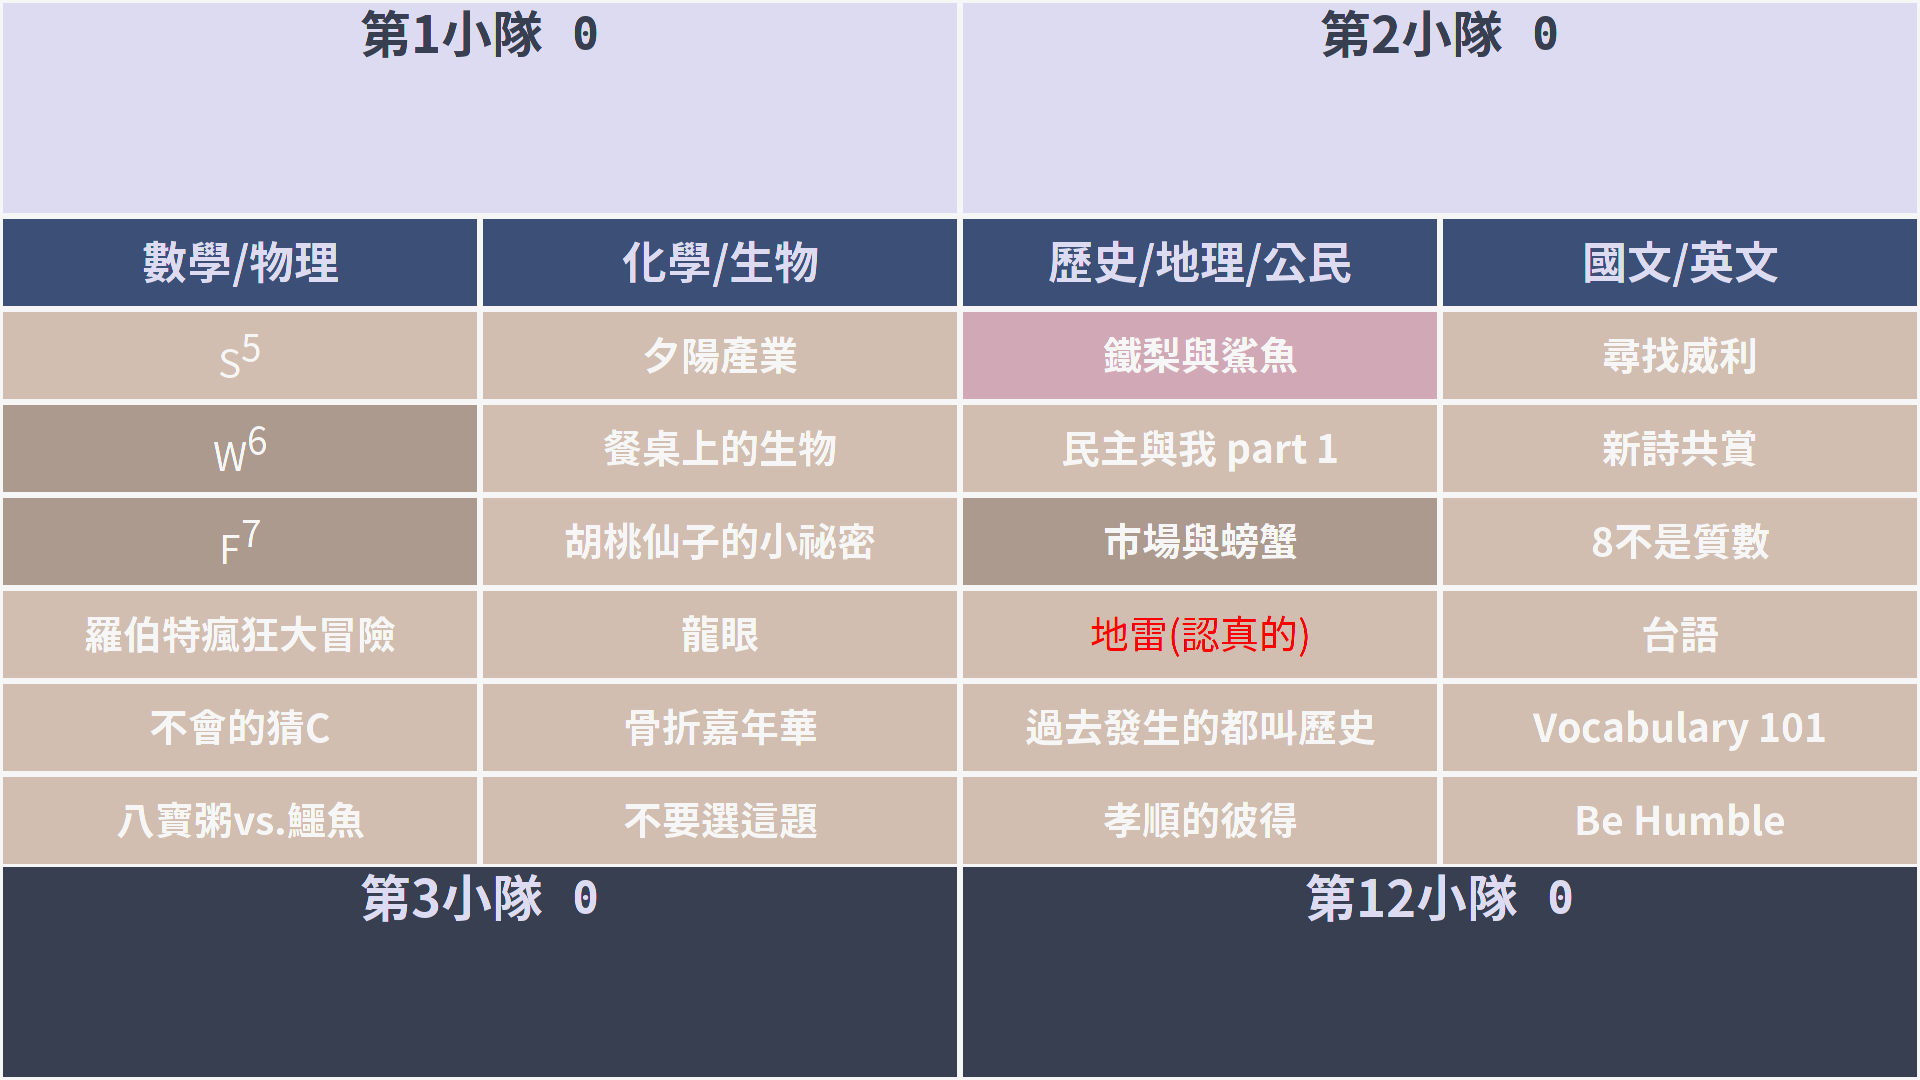 第1小隊 0
第2小隊 0
數學/物理
化學/生物
歷史/地理/公民
國文/英文
S⁵
夕陽產業
鐵梨與鯊魚
尋找威利
W⁶
餐桌上的生物
民主與我 part 1
新詩共賞
F⁷
胡桃仙子的小祕密
市場與螃蟹
8不是質數
羅伯特瘋狂大冒險
龍眼
地雷(認真的)
台語
不會的猜C
骨折嘉年華
過去發生的都叫歷史
Vocabulary 101
八寶粥vs.鱷魚
不要選這題
孝順的彼得
Be Humble
第3小隊 0
第12小隊 0